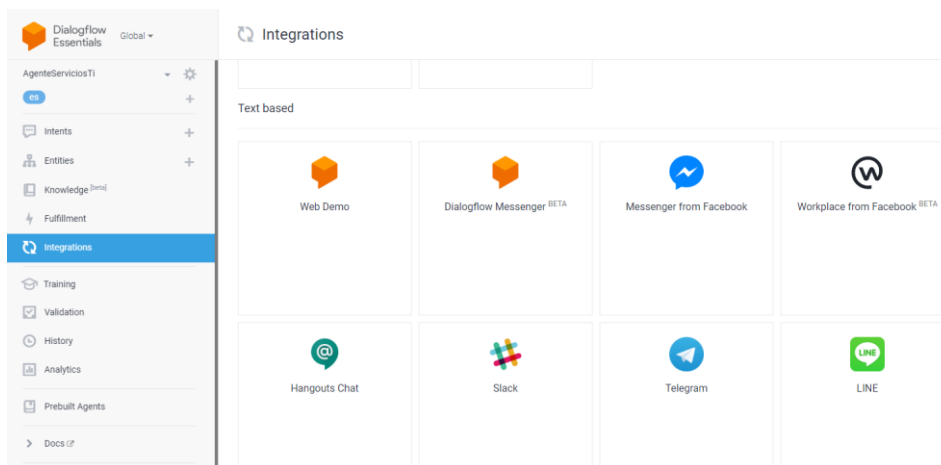 Dialogflow
Essentials
Global
Integrations
AgenteServiciosTi
es
Intents
Entities
Knowledge [beta]
Fulfillment
Integrations
Training
Validation
History
Analytics
Prebuilt Agents
Docs
Text based
Web Demo
Dialogflow Messenger BETA
Messenger from Facebook
Workplace from Facebook BETA
Hangouts Chat
Slack
Telegram
LINE
LINE